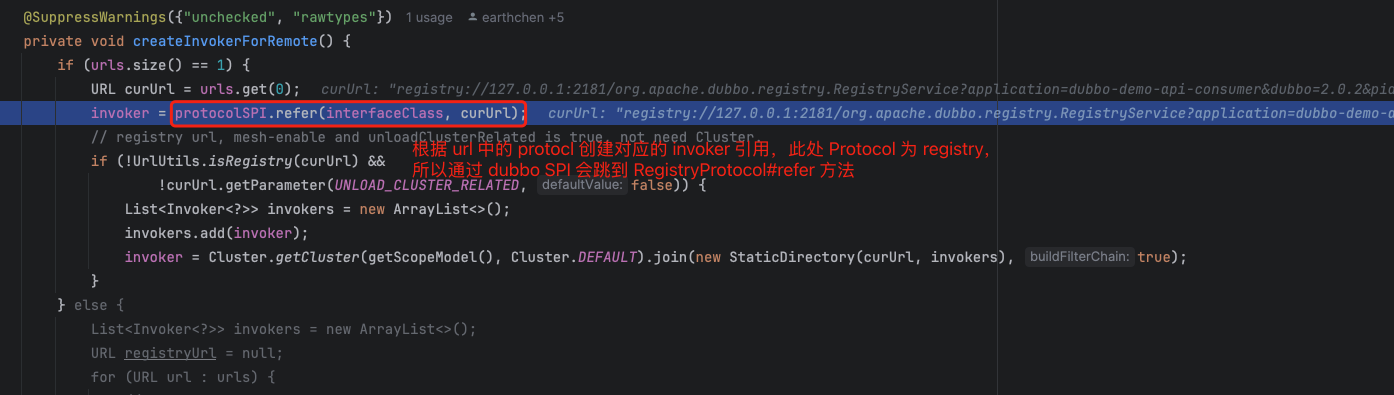 @SuppressWarnings({"unchecked", "rawtypes"}) 1 usage earthchen +5
private void createInvokerForRemote() {
if (urls.size() == 1) {
URL curUrl = urls.get(0); curUrl: "registry://127.0.0.1:2181/org.apache.dubbo.registry.RegistryService?application=dubbo-demo-api-consumer&dubbo=2.0.2&pid
invoker = protocolSPI.refer(interfaceClass, curUrl); curUrl: "registry://127.0.0.1:2181/org.apache.dubbo.registry.RegistryService?application=dubbo-demo-a
// registry url, mesh-enable and unloadClusterRelated is true, not need Cluster.
根据 url 中的 protocl 创建对应的 invoker 引用，此处 Protocol 为 registry，
if (!UrlUtils.isRegistry(curUrl) &&
所以通过 dubbo SPI 会跳到 RegistryProtocol#refer 方法
!curUrl.getParameter(UNLOAD_CLUSTER_RELATED, defaultValue: false)) {
List<Invoker<?>> invokers = new ArrayList<>();
invokers.add(invoker);
invoker = Cluster.getCluster(getScopeModel(), Cluster.DEFAULT).join(new StaticDirectory(curUrl, invokers), buildFilterChain: true);
}
} else {
List<Invoker<?>> invokers = new ArrayList<>();
URL registryUrl = null;
for (URL url : urls) {